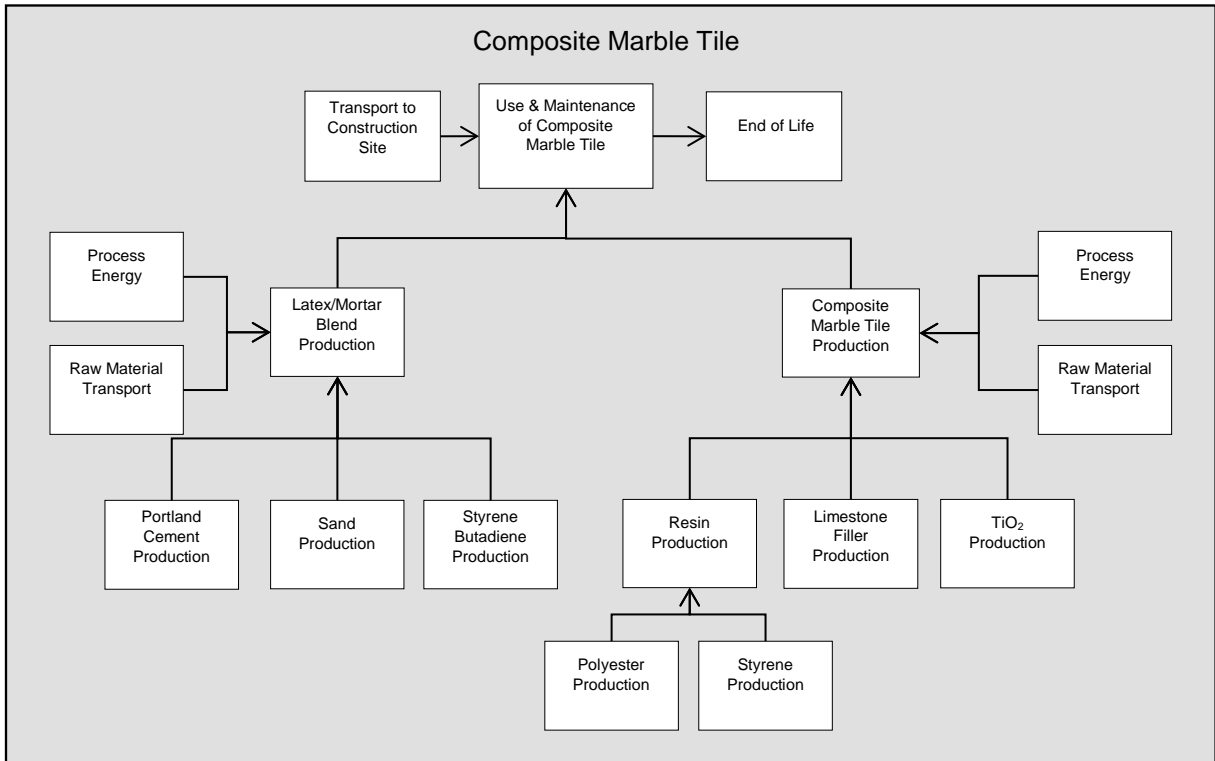 Composite Marble Tile
Transport to
Construction
Site
Use & Maintenance
of Composite
Marble Tile
End of Life
Process
Energy
Raw Material
Transport
Latex/Mortar
Blend
Production
Composite
Marble Tile
Production
Process
Energy
Raw Material
Transport
Portland
Cement
Production
Sand
Production
Styrene
Butadiene
Production
Resin
Production
Limestone
Filler
Production
TiO₂
Production
Polyester
Production
Styrene
Production